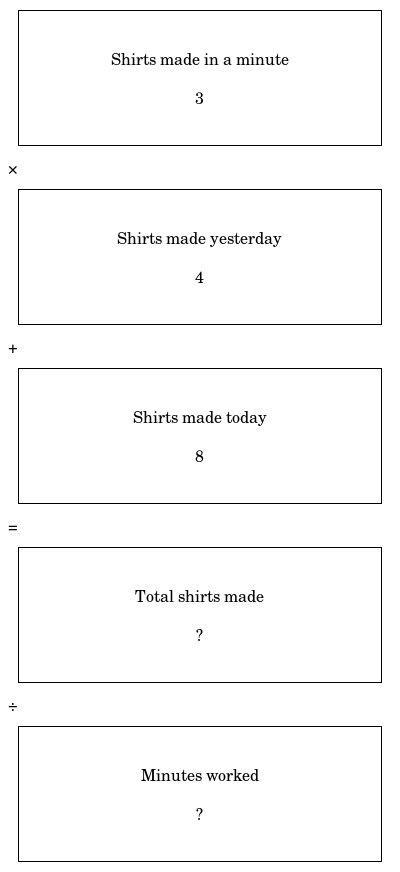 Shirts made in a minute
3
×
Shirts made yesterday
4
+
Shirts made today
8
=
Total shirts made
?
÷
Minutes worked
?